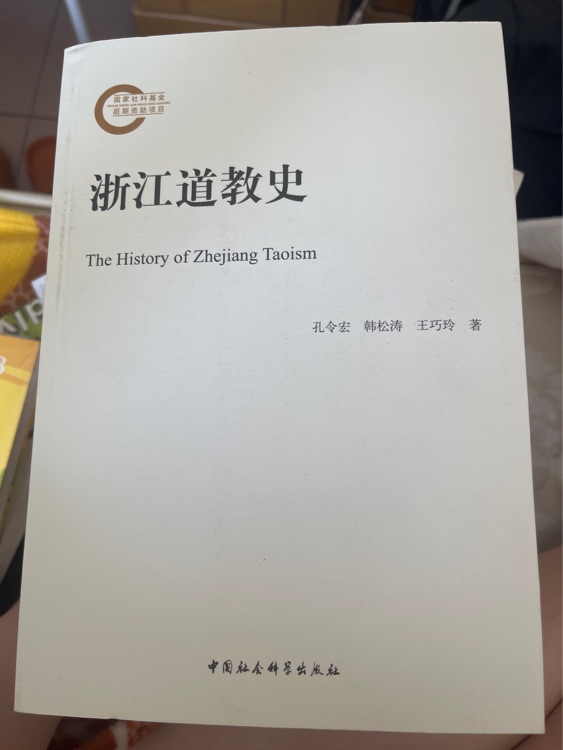 国家社科基金
后期资助项目
浙江道教史
The History of Zhejiang Taoism
孔令宏 韩松涛 王巧玲 著
中国社会科学出版社